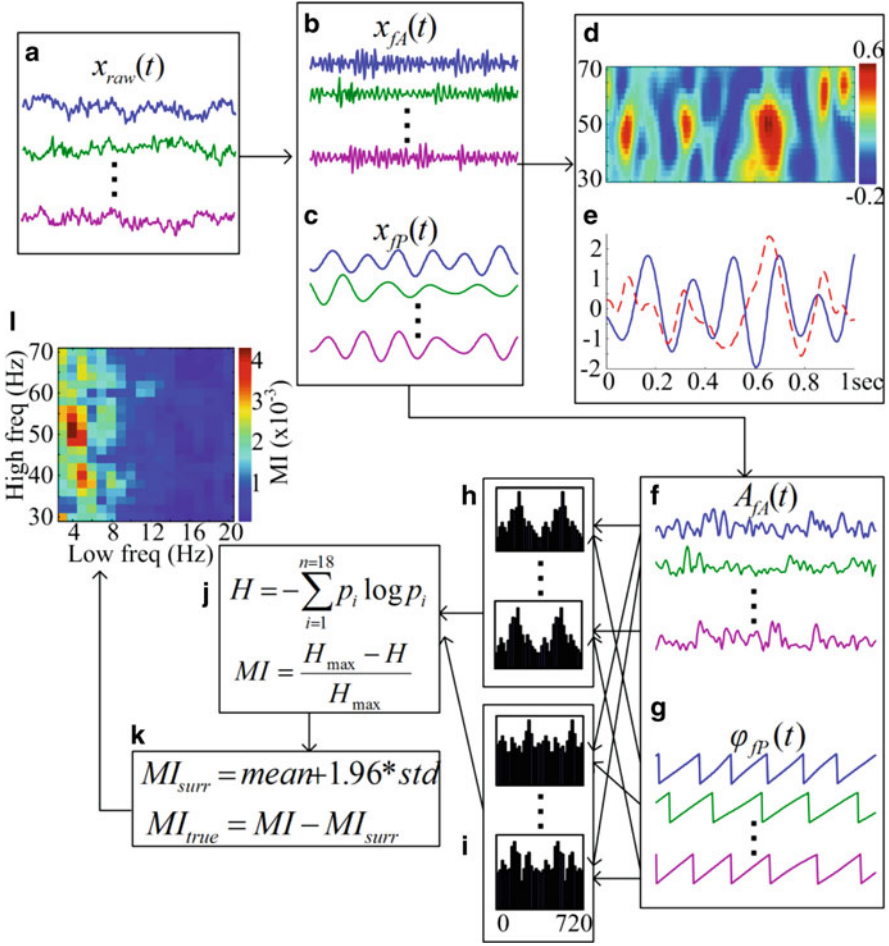 a
x_raw(t)
b
x_fA(t)
c
x_fP(t)
d
70
50
30
0.6
-0.2
e
2
1
0
-1
-2
0 0.2 0.4 0.6 0.8 1sec
l
High freq (Hz)
70
60
50
40
30
4 8 12 16 20
Low freq (Hz)
4
3
2
1
MI (x10⁻³)
f
A_fA(t)
g
φ_fP(t)
h
i
0 720
j
H = -∑_{i=1}^{n=18} p_i log p_i
MI = (H_max - H) / H_max
k
MI_surr = mean+1.96* std
MI_true = MI - MI_surr